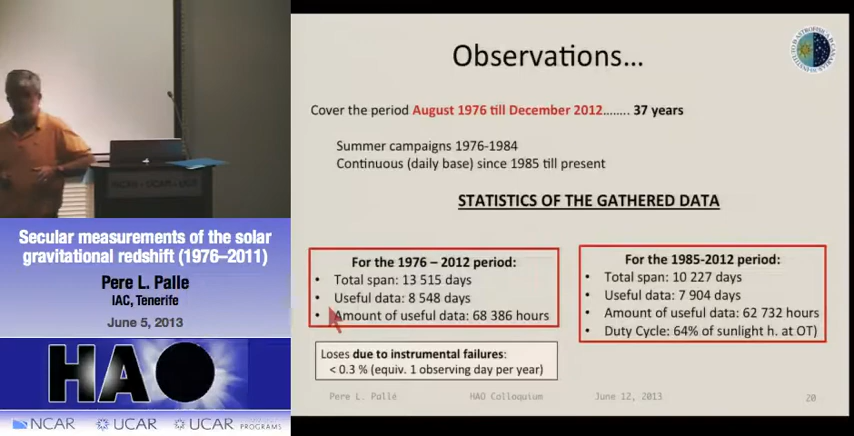 Observations...
Cover the period August 1976 till December 2012........ 37 years
Summer campaigns 1976-1984
Continuous (daily base) since 1985 till present
STATISTICS OF THE GATHERED DATA
For the 1976 – 2012 period:
• Total span: 13 515 days
• Useful data: 8 548 days
• Amount of useful data: 68 386 hours
For the 1985-2012 period:
• Total span: 10 227 days
• Useful data: 7 904 days
• Amount of useful data: 62 732 hours
• Duty Cycle: 64% of sunlight h. at OT)
Loses due to instrumental failures:
< 0.3 % (equiv. 1 observing day per year)
Pere L. Pallé HAO Colloquium June 12, 2013 20
NCAR • UCAR • UCP
Secular measurements of the solar
gravitational redshift (1976–2011)
Pere L. Palle
IAC, Tenerife
June 5, 2013
HAO
NCAR UCAR UCAR PROGRAMS